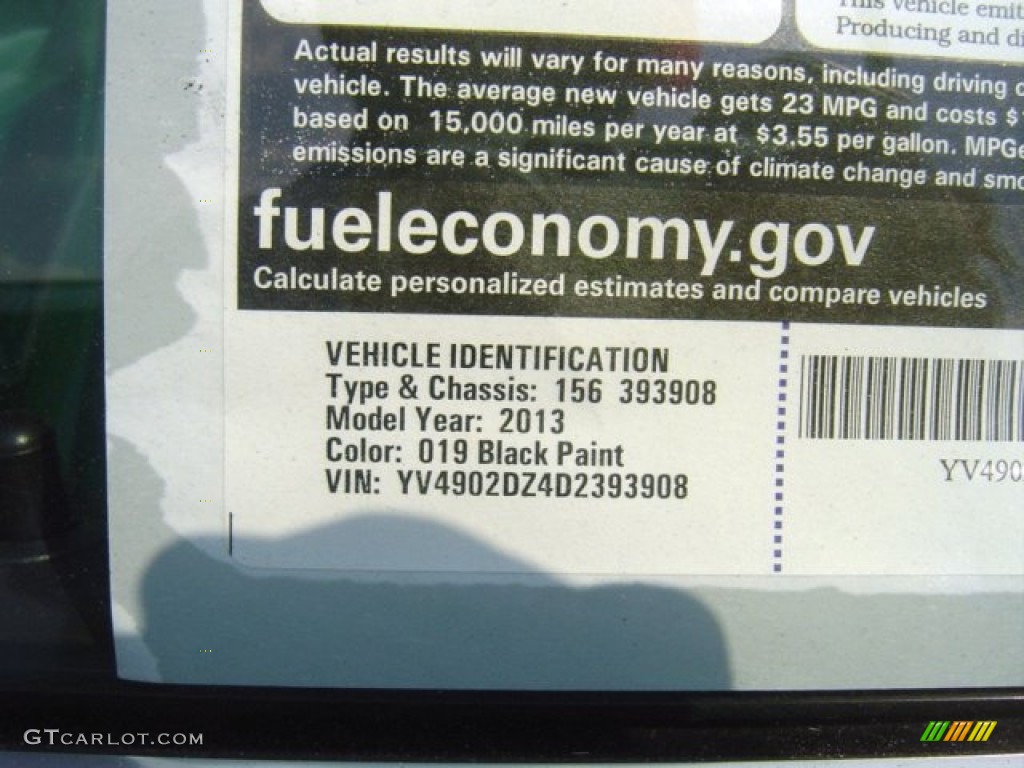 This vehicle emit
Producing and di
Actual results will vary for many reasons, including driving c
vehicle. The average new vehicle gets 23 MPG and costs $
based on 15,000 miles per year at $3.55 per gallon. MPGe
emissions are a significant cause of climate change and smo
fueleconomy.gov
Calculate personalized estimates and compare vehicles
VEHICLE IDENTIFICATION
Type & Chassis: 156 393908
Model Year: 2013
Color: 019 Black Paint
VIN: YV4902DZ4D2393908
YV490
GTCARLOT.COM